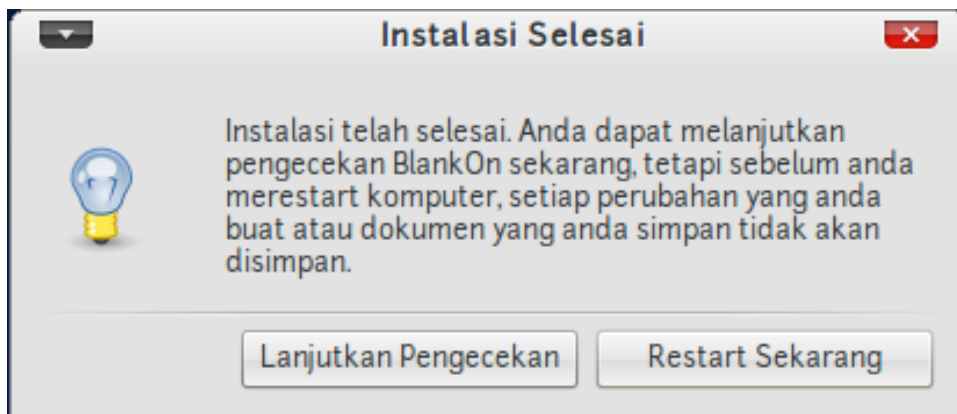 Instalasi Selesai
Instalasi telah selesai. Anda dapat melanjutkan
pengecekan BlankOn sekarang, tetapi sebelum anda
merestart komputer, setiap perubahan yang anda
buat atau dokumen yang anda simpan tidak akan
disimpan.
Lanjutkan Pengecekan
Restart Sekarang